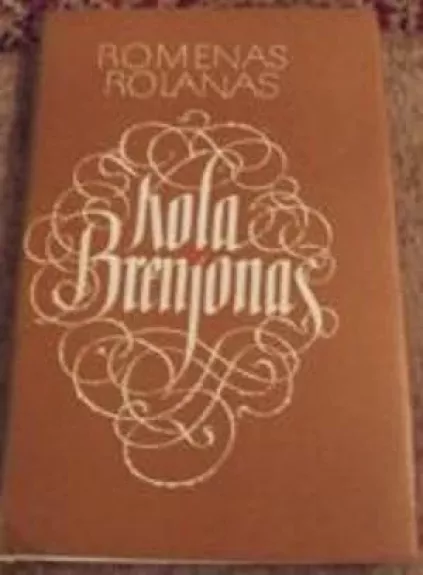 ROMENAS
ROLANAS
Kola
Brenjonas